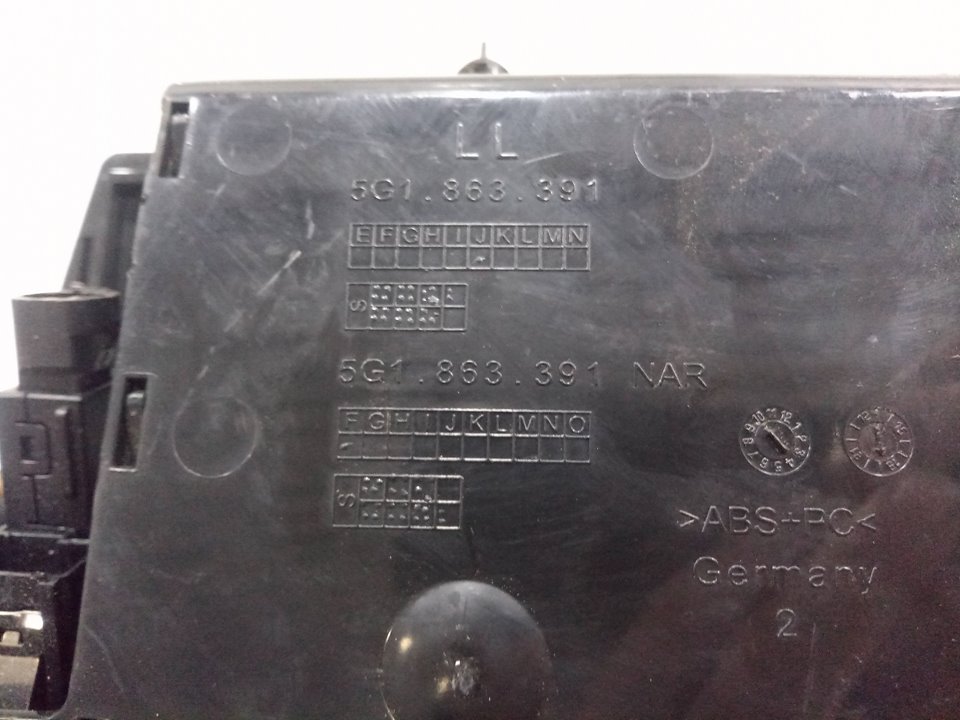 LL
5G1.863.391
EFGHIJKLMN
S
5G1.863.391 NAR
FGHIJKLMNO
S
>ABS+PC<
Germany
2